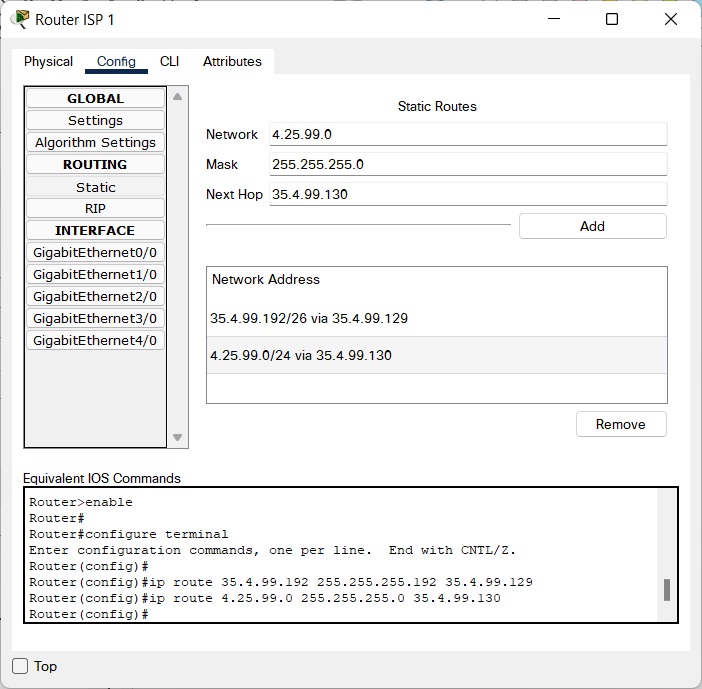 Router ISP 1
Physical Config CLI Attributes
GLOBAL
Settings
Algorithm Settings
ROUTING
Static
RIP
INTERFACE
GigabitEthernet0/0
GigabitEthernet1/0
GigabitEthernet2/0
GigabitEthernet3/0
GigabitEthernet4/0
Static Routes
Network 4.25.99.0
Mask 255.255.255.0
Next Hop 35.4.99.130
Add
Network Address
35.4.99.192/26 via 35.4.99.129
4.25.99.0/24 via 35.4.99.130
Remove
Equivalent IOS Commands
Router>enable
Router#
Router#configure terminal
Enter configuration commands, one per line.  End with CNTL/Z.
Router(config)#
Router(config)#ip route 35.4.99.192 255.255.255.192 35.4.99.129
Router(config)#ip route 4.25.99.0 255.255.255.0 35.4.99.130
Router(config)#
Top